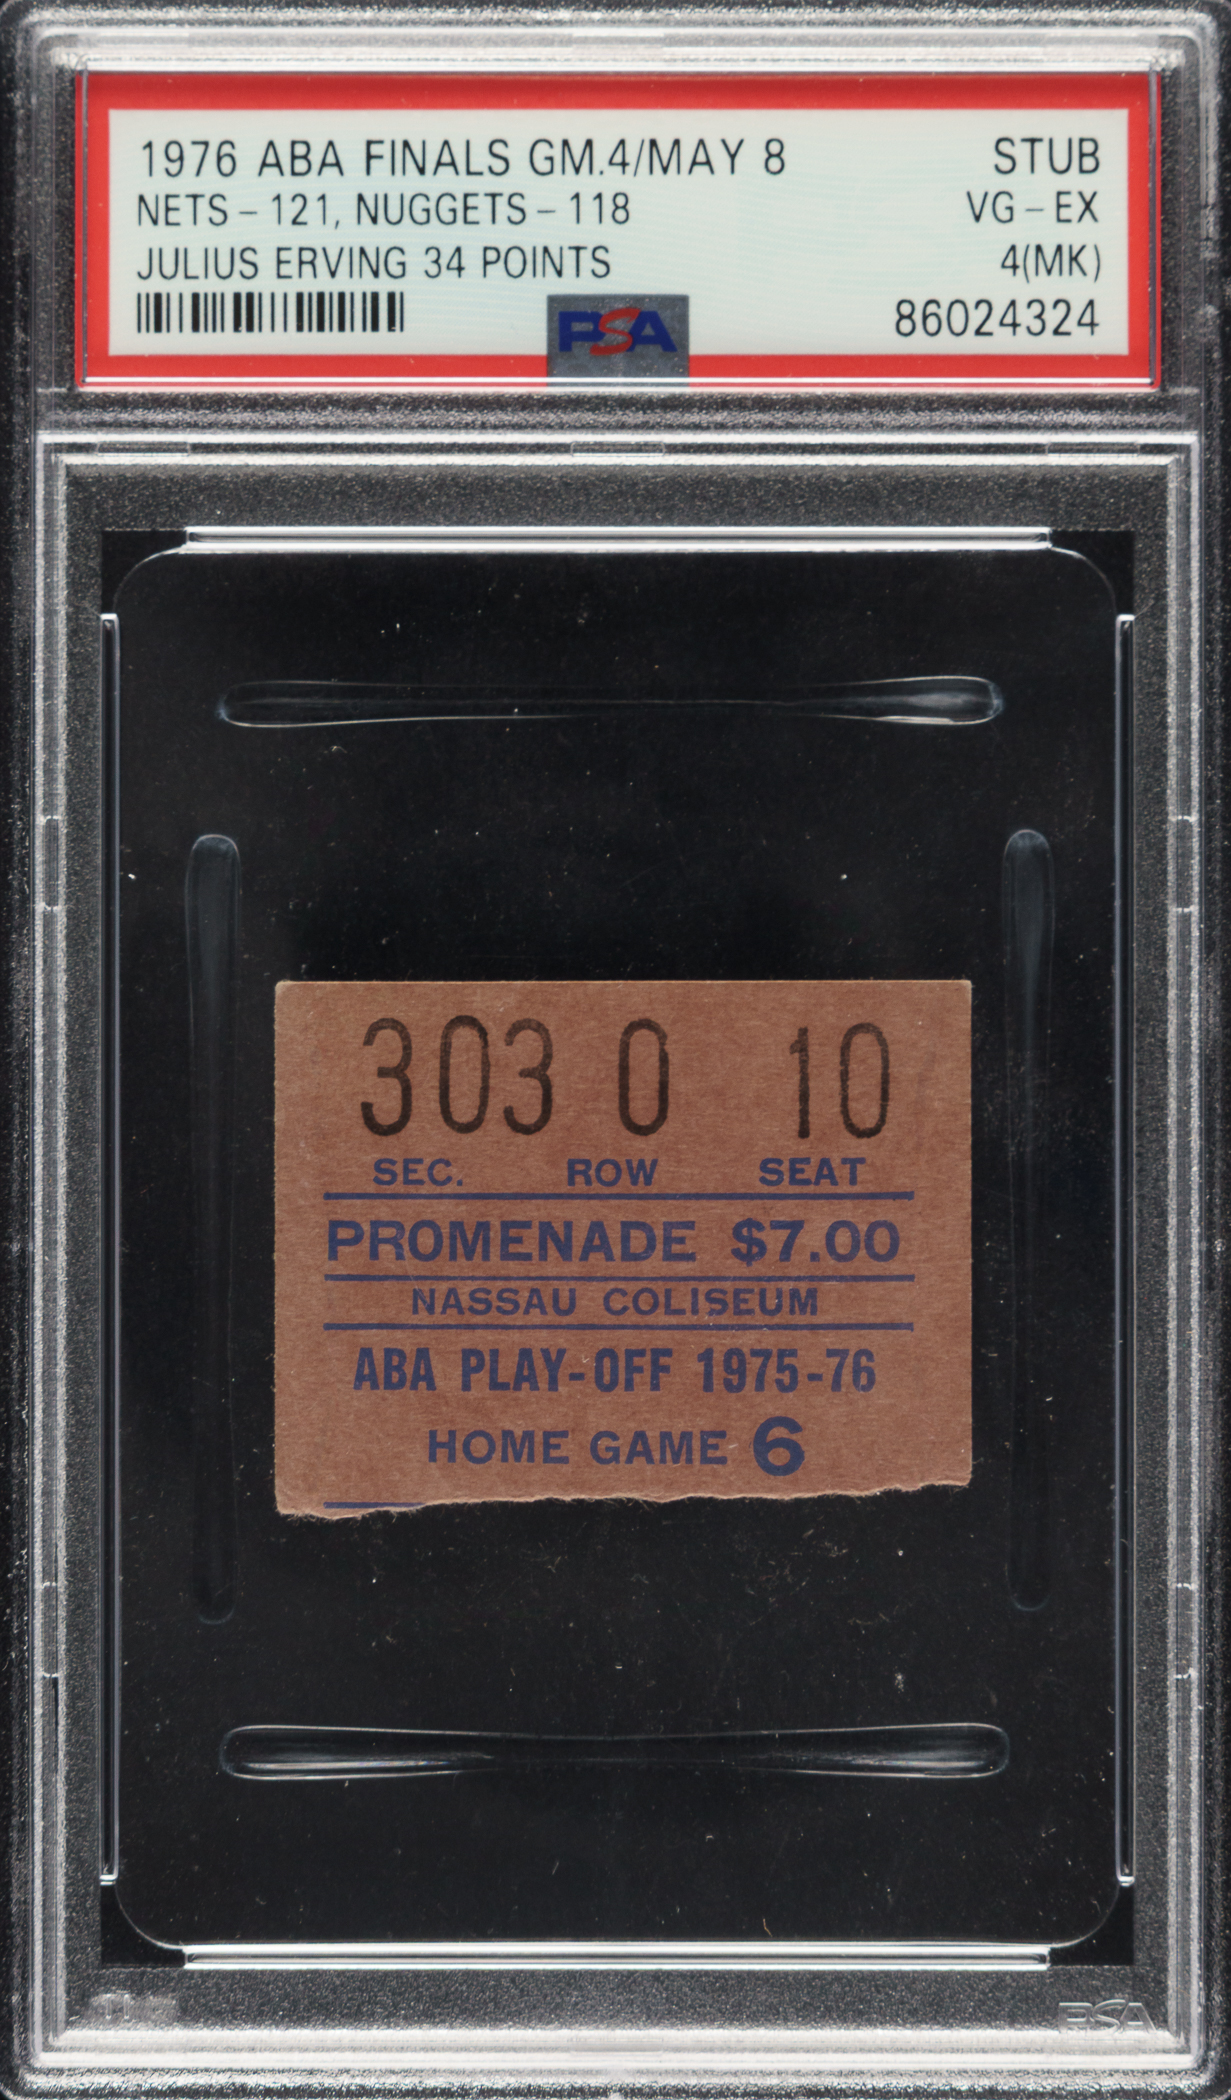 1976 ABA FINALS GM.4/MAY 8 STUB
NETS - 121, NUGGETS - 118 VG - EX
JULIUS ERVING 34 POINTS 4(MK)
PSA 86024324
303 0 10
SEC. ROW SEAT
PROMENADE $7.00
NASSAU COLISEUM
ABA PLAY-OFF 1975-76
HOME GAME 6
PSA